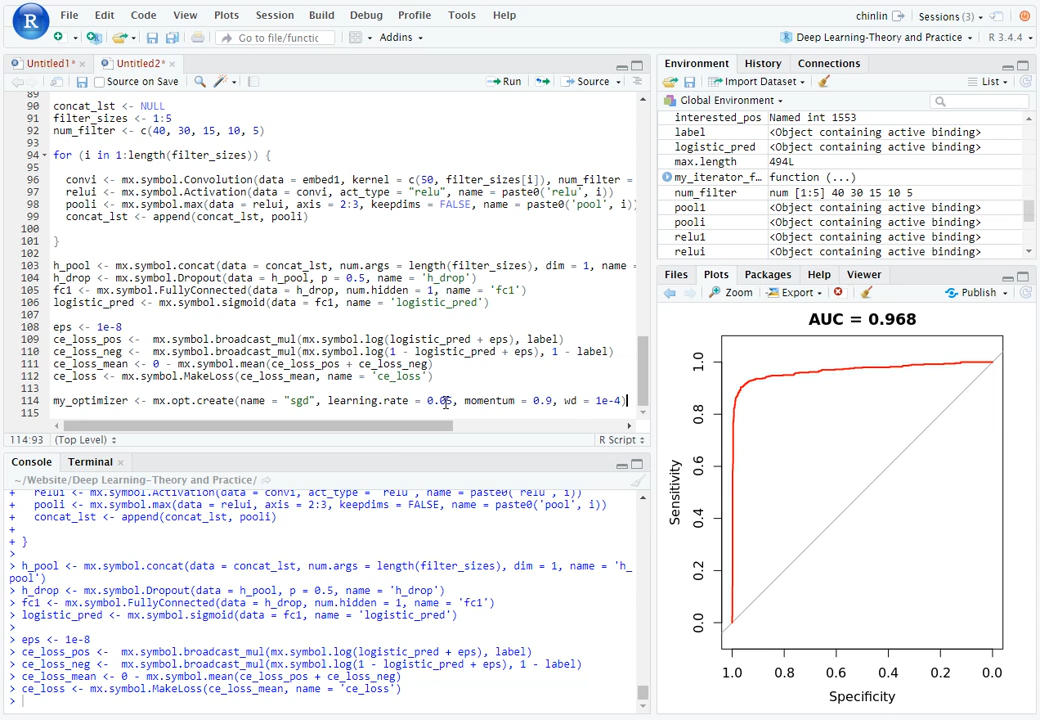 File Edit Code View Plots Session Build Debug Profile Tools Help
chinlin Sessions (3)
Go to file/functic Addins
Deep Learning-Theory and Practice R 3.4.4
Untitled1* Untitled2*
Source on Save Run Source
89
90 concat_lst <- NULL
91 filter_sizes <- 1:5
92 num_filter <- c(40, 30, 15, 10, 5)
93
94 for (i in 1:length(filter_sizes)) {
95
96 convi <- mx.symbol.Convolution(data = embed1, kernel = c(50, filter_sizes[i]), num_filter =
97 relui <- mx.symbol.Activation(data = convi, act_type = "relu", name = paste0('relu', i))
98 pooli <- mx.symbol.max(data = relui, axis = 2:3, keepdims = FALSE, name = paste0('pool', i))
99 concat_lst <- append(concat_lst, pooli)
100
101 }
102
103 h_pool <- mx.symbol.concat(data = concat_lst, num.args = length(filter_sizes), dim = 1, name =
104 h_drop <- mx.symbol.Dropout(data = h_pool, p = 0.5, name = 'h_drop')
105 fc1 <- mx.symbol.FullyConnected(data = h_drop, num.hidden = 1, name = 'fc1')
106 logistic_pred <- mx.symbol.sigmoid(data = fc1, name = 'logistic_pred')
107
108 eps <- 1e-8
109 ce_loss_pos <-  mx.symbol.broadcast_mul(mx.symbol.log(logistic_pred + eps), label)
110 ce_loss_neg <- mx.symbol.broadcast_mul(mx.symbol.log(1 - logistic_pred + eps), 1 - label)
111 ce_loss_mean <- 0 - mx.symbol.mean(ce_loss_pos + ce_loss_neg)
112 ce_loss <- mx.symbol.MakeLoss(ce_loss_mean, name = 'ce_loss')
113
114 my_optimizer <- mx.opt.create(name = "sgd", learning.rate = 0.05, momentum = 0.9, wd = 1e-4)
115
114:93 (Top Level) R Script
Console Terminal
~/Website/Deep Learning-Theory and Practice/
+ relui <- mx.symbol.Activation(data = convi, act_type = "relu", name = paste0('relu', i))
+ pooli <- mx.symbol.max(data = relui, axis = 2:3, keepdims = FALSE, name = paste0('pool', i))
+ concat_lst <- append(concat_lst, pooli)
+
+ }
>
> h_pool <- mx.symbol.concat(data = concat_lst, num.args = length(filter_sizes), dim = 1, name = 'h_
pool')
> h_drop <- mx.symbol.Dropout(data = h_pool, p = 0.5, name = 'h_drop')
> fc1 <- mx.symbol.FullyConnected(data = h_drop, num.hidden = 1, name = 'fc1')
> logistic_pred <- mx.symbol.sigmoid(data = fc1, name = 'logistic_pred')
>
> eps <- 1e-8
> ce_loss_pos <-  mx.symbol.broadcast_mul(mx.symbol.log(logistic_pred + eps), label)
> ce_loss_neg <- mx.symbol.broadcast_mul(mx.symbol.log(1 - logistic_pred + eps), 1 - label)
> ce_loss_mean <- 0 - mx.symbol.mean(ce_loss_pos + ce_loss_neg)
> ce_loss <- mx.symbol.MakeLoss(ce_loss_mean, name = 'ce_loss')
>
Environment History Connections
Import Dataset List
Global Environment
interested_pos Named int 1553
label <Object containing active binding>
logistic_pred <Object containing active binding>
max.length 494L
my_iterator_f… function (...)
num_filter num [1:5] 40 30 15 10 5
pool1 <Object containing active binding>
pooli <Object containing active binding>
relu1 <Object containing active binding>
relui <Object containing active binding>
Files Plots Packages Help Viewer
Zoom Export Publish
AUC = 0.968
Sensitivity
1.0
0.8
0.6
0.4
0.2
0.0
1.0 0.8 0.6 0.4 0.2 0.0
Specificity